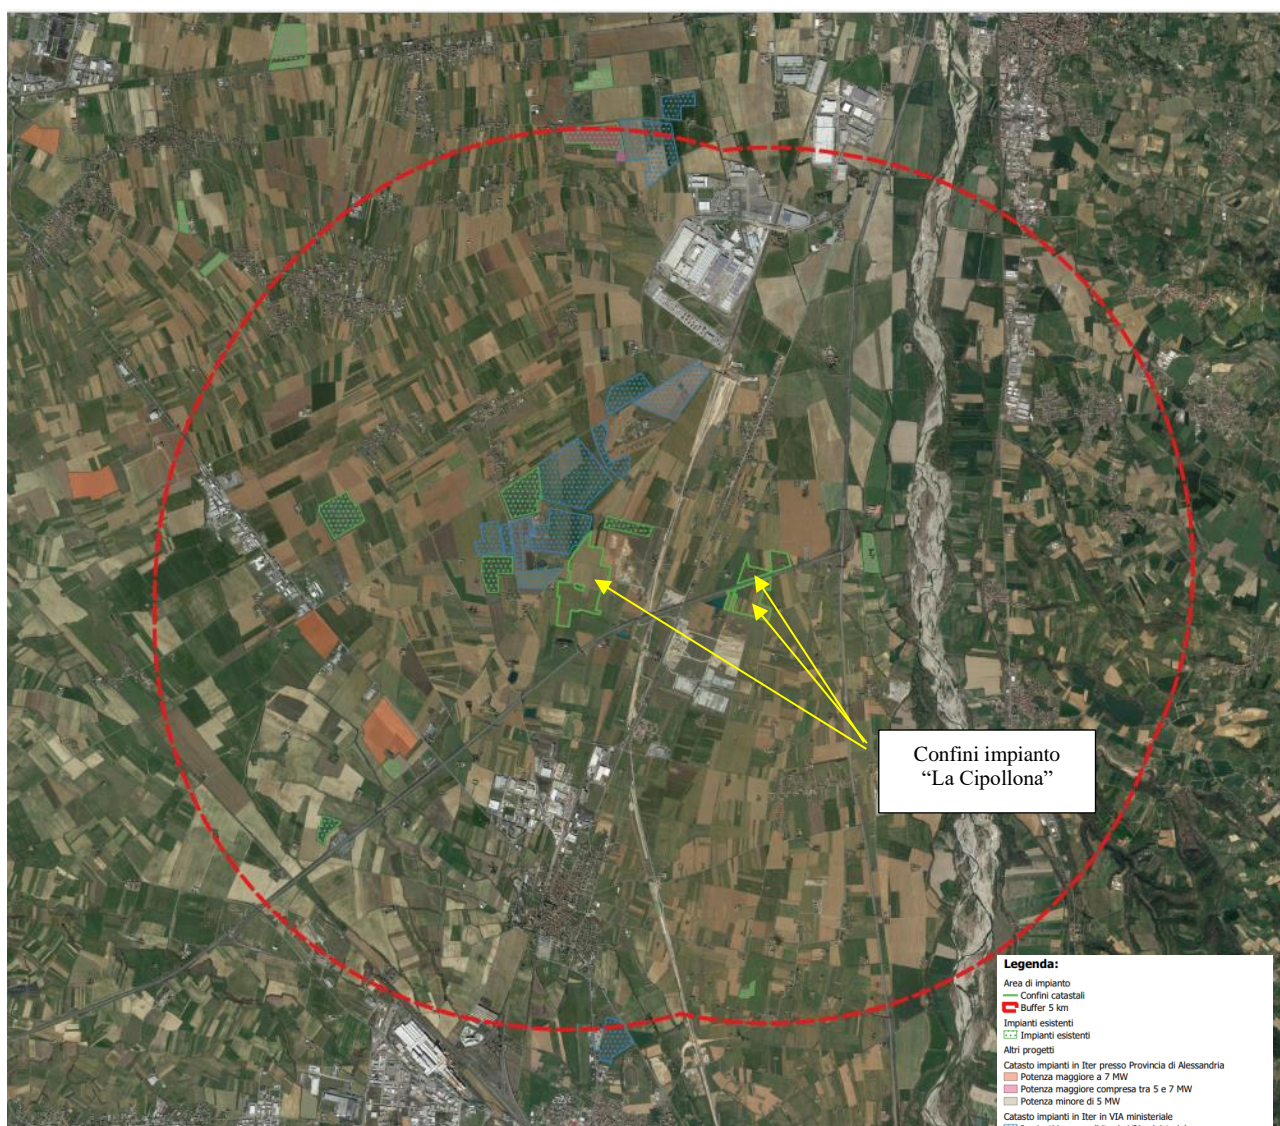 Confini impianto
“La Cipollona”
Legenda:
Area di impianto
Confini catastali
Buffer 5 km
Impianti esistenti
Impianti esistenti
Altri progetti
Catasto impianti in Iter presso Provincia di Alessandria
Potenza maggiore a 7 MW
Potenza maggiore compresa tra 5 e 7 MW
Potenza minore di 5 MW
Catasto impianti in Iter in VIA ministeriale